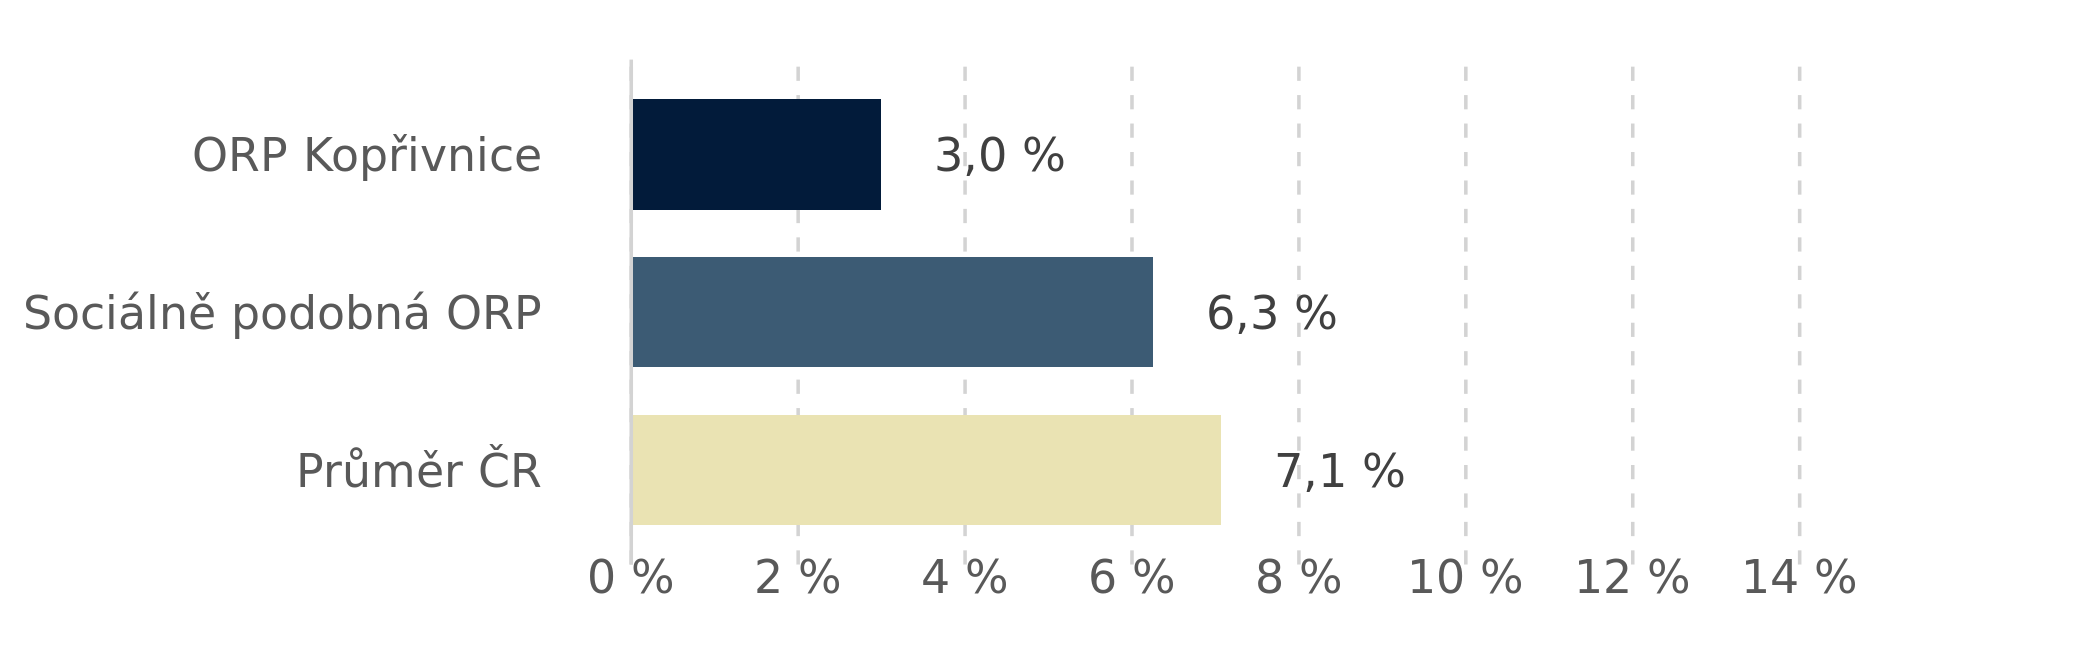 ORP Kopřivnice
3,0 %
Sociálně podobná ORP
6,3 %
Průměr ČR
7,1 %
0 % 2 % 4 % 6 % 8 % 10 % 12 % 14 %